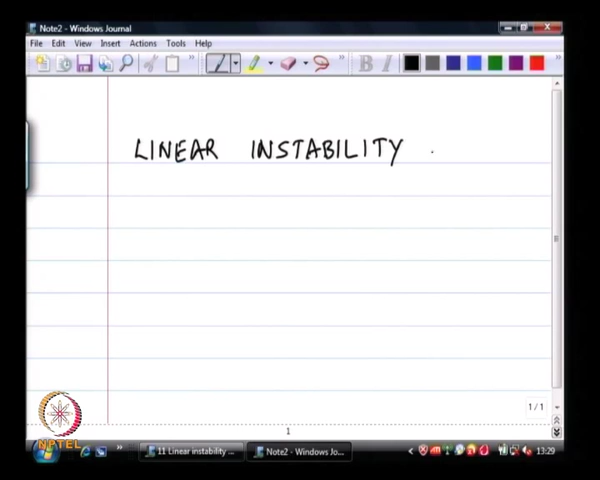 Note2 - Windows Journal
File Edit View Insert Actions Tools Help
B I
LINEAR INSTABILITY
1/1
1
NPTEL
11 Linear instability ...
Note2 - Windows Jo...
13:29